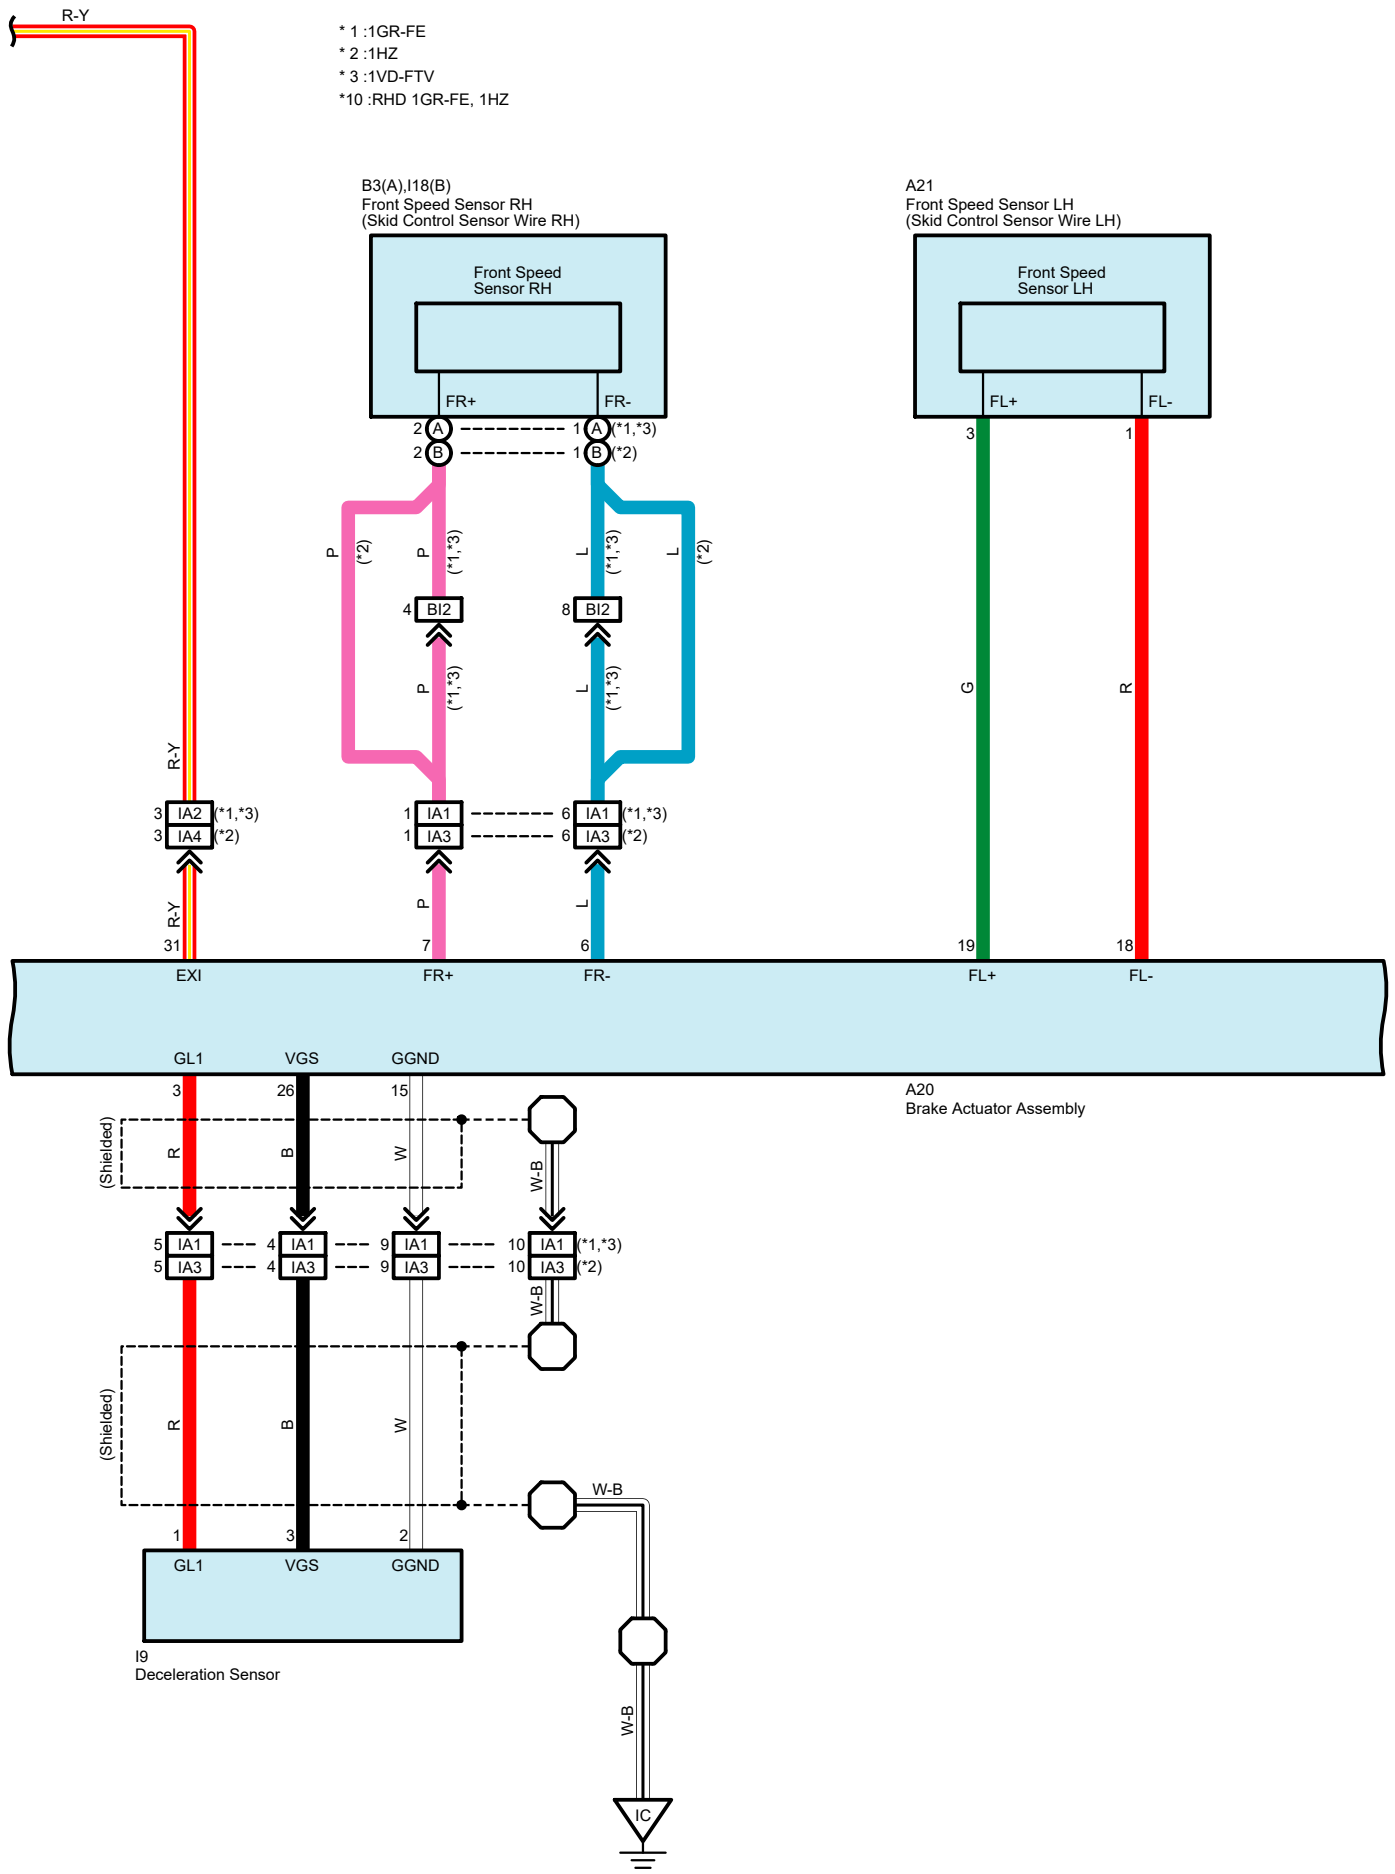 R-Y
* 1 :1GR-FE
* 2 :1HZ
* 3 :1VD-FTV
*10 :RHD 1GR-FE, 1HZ
B3(A),I18(B)
Front Speed Sensor RH
(Skid Control Sensor Wire RH)
A21
Front Speed Sensor LH
(Skid Control Sensor Wire LH)
Front Speed
Sensor RH
Front Speed
Sensor LH
FR+ FR- FL+ FL-
2 A 1 A (*1,*3) 3 1
2 B 1 B (*2)
P (*2) P (*1,*3) L (*1,*3) L (*2)
4 BI2 8 BI2
P (*1,*3) L (*1,*3) G R
R-Y
3 IA2 (*1,*3) 1 IA1 6 IA1 (*1,*3)
3 IA4 (*2) 1 IA3 6 IA3 (*2)
R-Y P L
31 7 6 19 18
EXI FR+ FR- FL+ FL-
GL1 VGS GGND
A20
Brake Actuator Assembly
3 26 15
(Shielded) R B W W-B
5 IA1 4 IA1 9 IA1 10 IA1 (*1,*3)
5 IA3 4 IA3 9 IA3 10 IA3 (*2)
W-B
(Shielded) R B W
W-B
1 3 2
GL1 VGS GGND
I9
Deceleration Sensor
W-B
IC